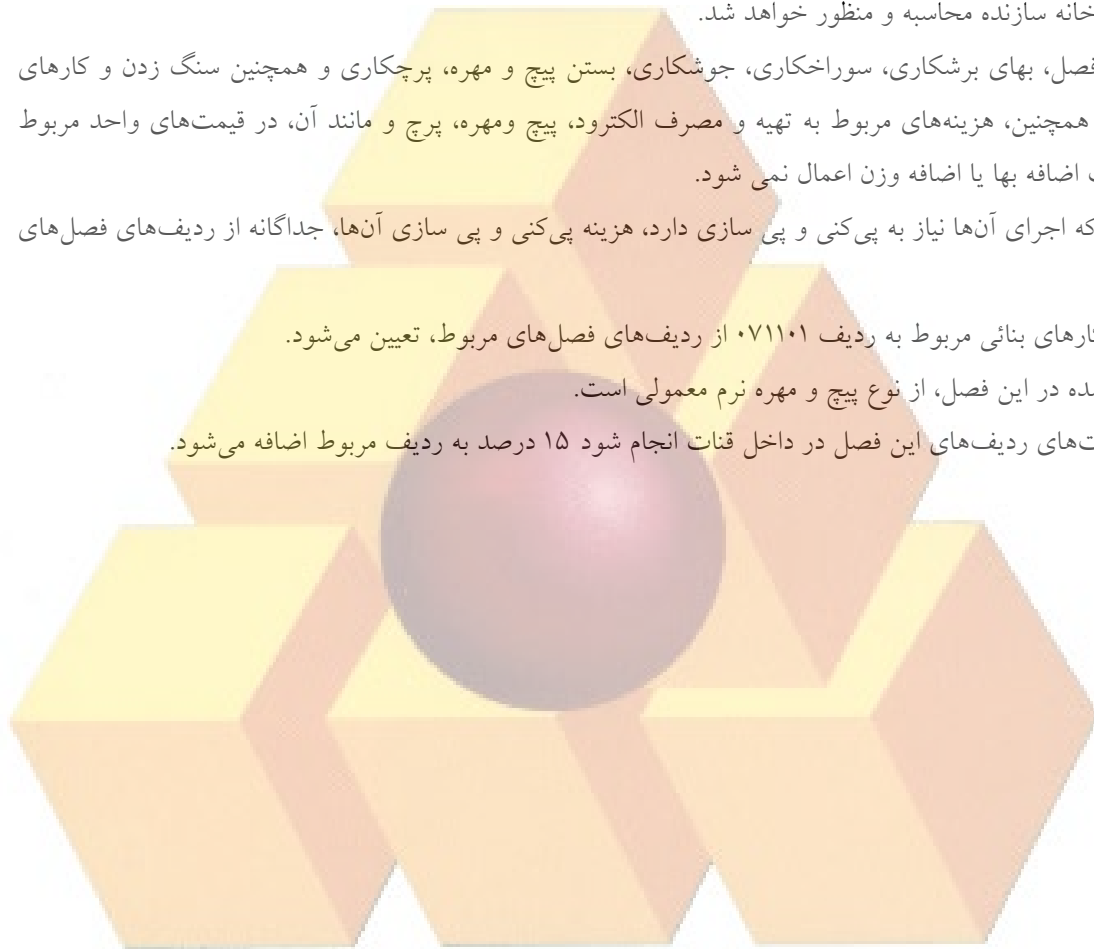 خانه سازنده محاسبه و منظور خواهد شد.
فصل، بهای برشکاری، سوراخکاری، جوشکاری، بستن پیچ و مهره، پرچکاری و همچنین سنگ زدن و کارهای
همچنین، هزینه‌های مربوط به تهیه و مصرف الکترود، پیچ ومهره، پرچ و مانند آن، در قیمت‌های واحد مربوط
اضافه بها یا اضافه وزن اعمال نمی شود.
که اجرای آن‌ها نیاز به پی‌کنی و پی سازی دارد، هزینه پی‌کنی و پی سازی آن‌ها، جداگانه از ردیف‌های فصل‌های
کارهای بنائی مربوط به ردیف ۰۷۱۱۰۱ از ردیف‌های فصل‌های مربوط، تعیین می‌شود.
ده در این فصل، از نوع پیچ و مهره نرم معمولی است.
ت‌های ردیف‌های این فصل در داخل قنات انجام شود ۱۵ درصد به ردیف مربوط اضافه می‌شود.